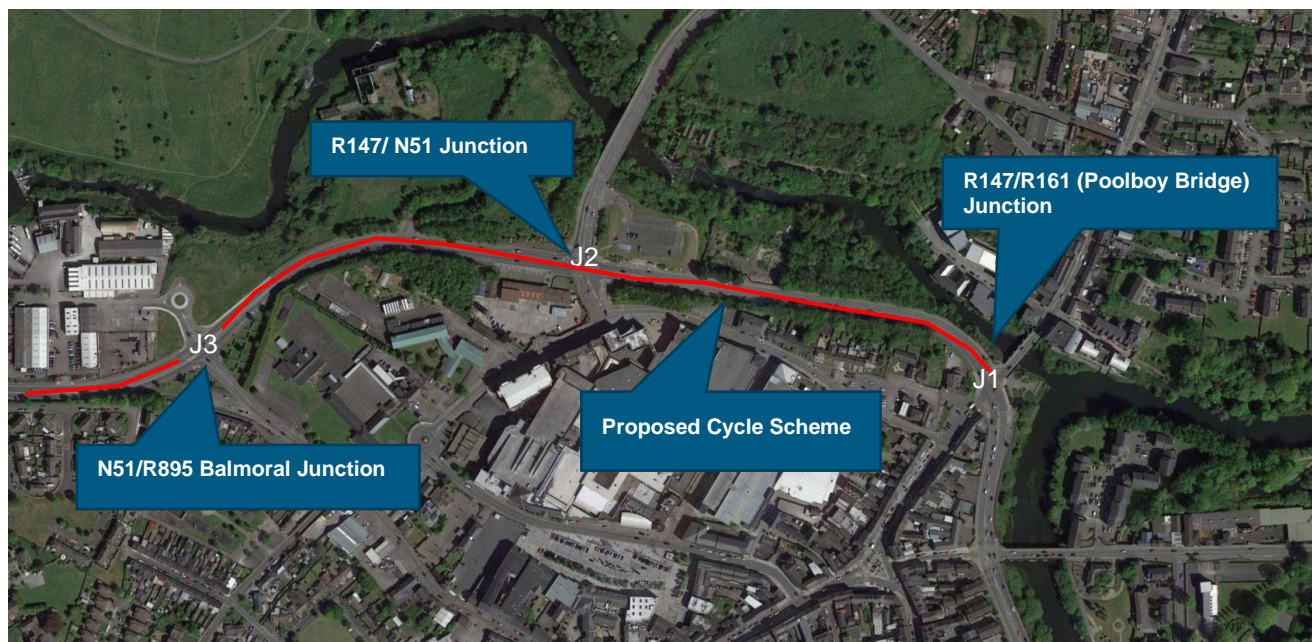 R147/ N51 Junction
R147/R161 (Poolboy Bridge)
Junction
J2
J3
J1
Proposed Cycle Scheme
N51/R895 Balmoral Junction